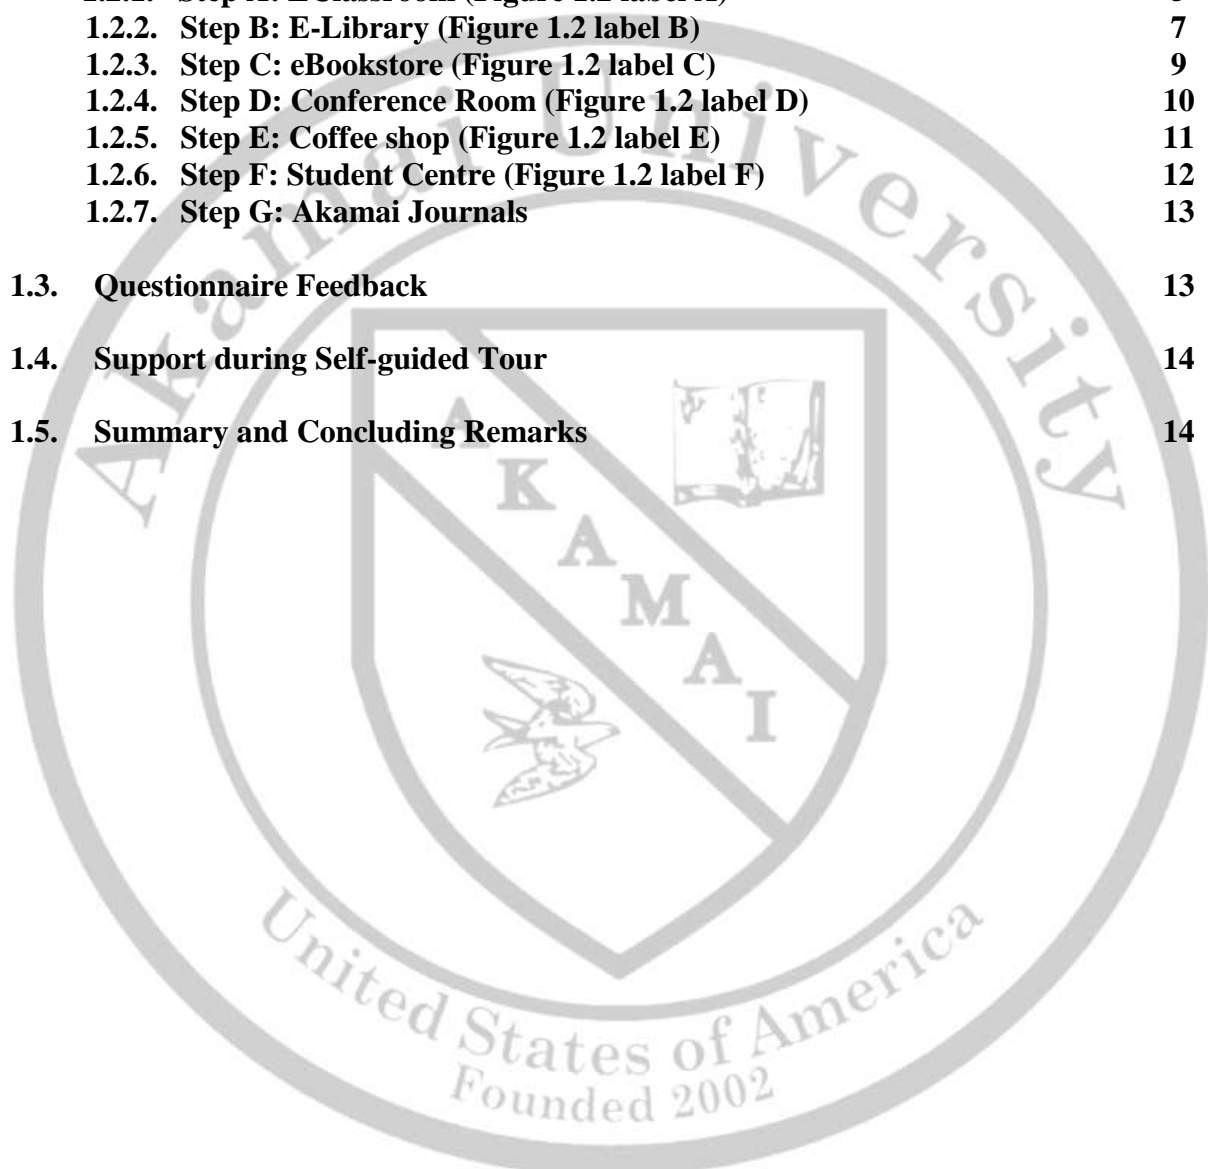 1.2.2. Step B: E-Library (Figure 1.2 label B) 7
1.2.3. Step C: eBookstore (Figure 1.2 label C) 9
1.2.4. Step D: Conference Room (Figure 1.2 label D) 10
1.2.5. Step E: Coffee shop (Figure 1.2 label E) 11
1.2.6. Step F: Student Centre (Figure 1.2 label F) 12
1.2.7. Step G: Akamai Journals 13
1.3. Questionnaire Feedback 13
1.4. Support during Self-guided Tour 14
1.5. Summary and Concluding Remarks 14
Akamai University
AKAMAI
United States of America
Founded 2002